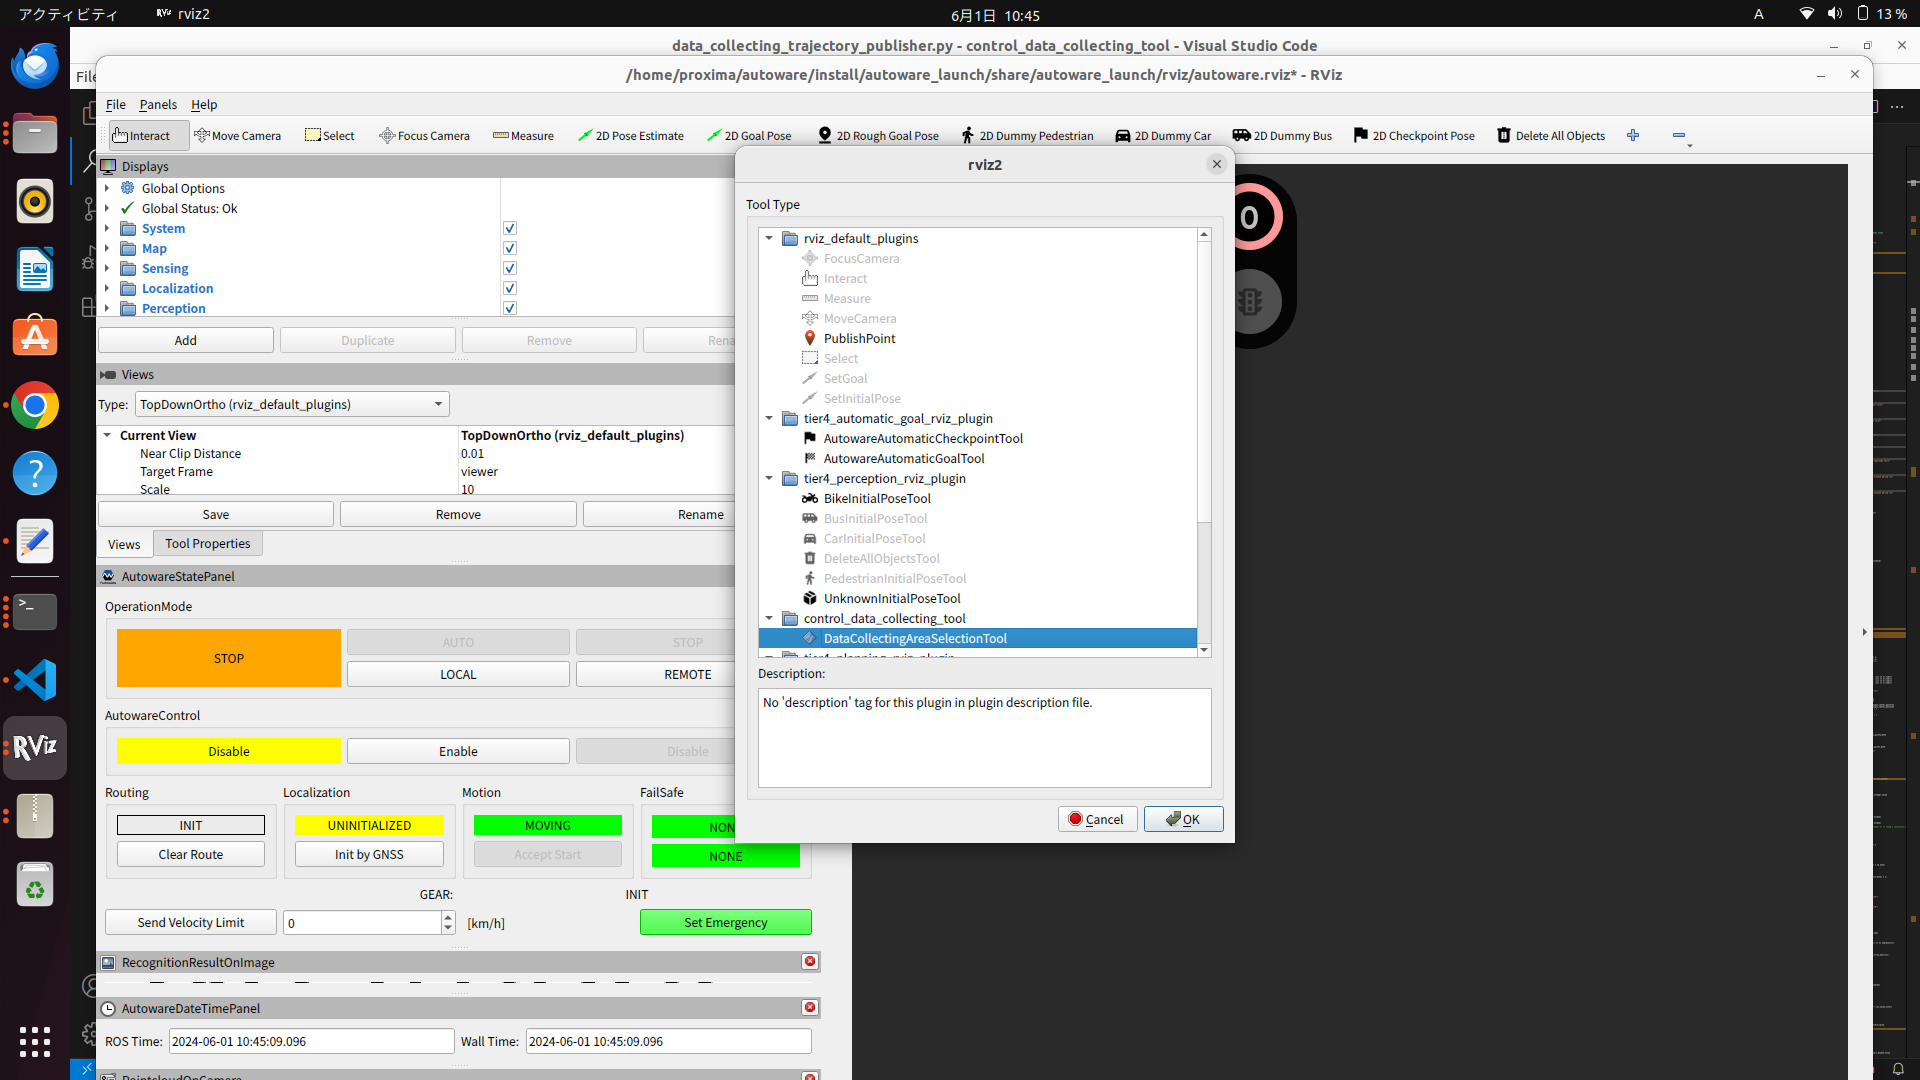 アクティビティ
RViz rviz2
6月1日 10:45
A
13 %
data_collecting_trajectory_publisher.py - control_data_collecting_tool - Visual Studio Code
File
/home/proxima/autoware/install/autoware_launch/share/autoware_launch/rviz/autoware.rviz* - RViz
File Panels Help
Interact Move Camera Select Focus Camera Measure 2D Pose Estimate 2D Goal Pose 2D Rough Goal Pose 2D Dummy Pedestrian 2D Dummy Car 2D Dummy Bus 2D Checkpoint Pose Delete All Objects
Displays
Global Options
Global Status: Ok
System
Map
Sensing
Localization
Perception
Add Duplicate Remove Rena
Views
Type: TopDownOrtho (rviz_default_plugins)
Current View TopDownOrtho (rviz_default_plugins)
Near Clip Distance 0.01
Target Frame viewer
Scale 10
Save Remove Rename
Views Tool Properties
AutowareStatePanel
OperationMode
STOP AUTO STOP
LOCAL REMOTE
AutowareControl
Disable Enable Disable
Routing Localization Motion FailSafe
INIT UNINITIALIZED MOVING NON
Clear Route Init by GNSS Accept Start NONE
GEAR: INIT
Send Velocity Limit 0 [km/h] Set Emergency
RecognitionResultOnImage
AutowareDateTimePanel
ROS Time: 2024-06-01 10:45:09.096 Wall Time: 2024-06-01 10:45:09.096
PointcloudOnCamera
rviz2
Tool Type
rviz_default_plugins
FocusCamera
Interact
Measure
MoveCamera
PublishPoint
Select
SetGoal
SetInitialPose
tier4_automatic_goal_rviz_plugin
AutowareAutomaticCheckpointTool
AutowareAutomaticGoalTool
tier4_perception_rviz_plugin
BikeInitialPoseTool
BusInitialPoseTool
CarInitialPoseTool
DeleteAllObjectsTool
PedestrianInitialPoseTool
UnknownInitialPoseTool
control_data_collecting_tool
DataCollectingAreaSelectionTool
tier4_planning_rviz_plugin
Description:
No 'description' tag for this plugin in plugin description file.
Cancel OK
0
RViz